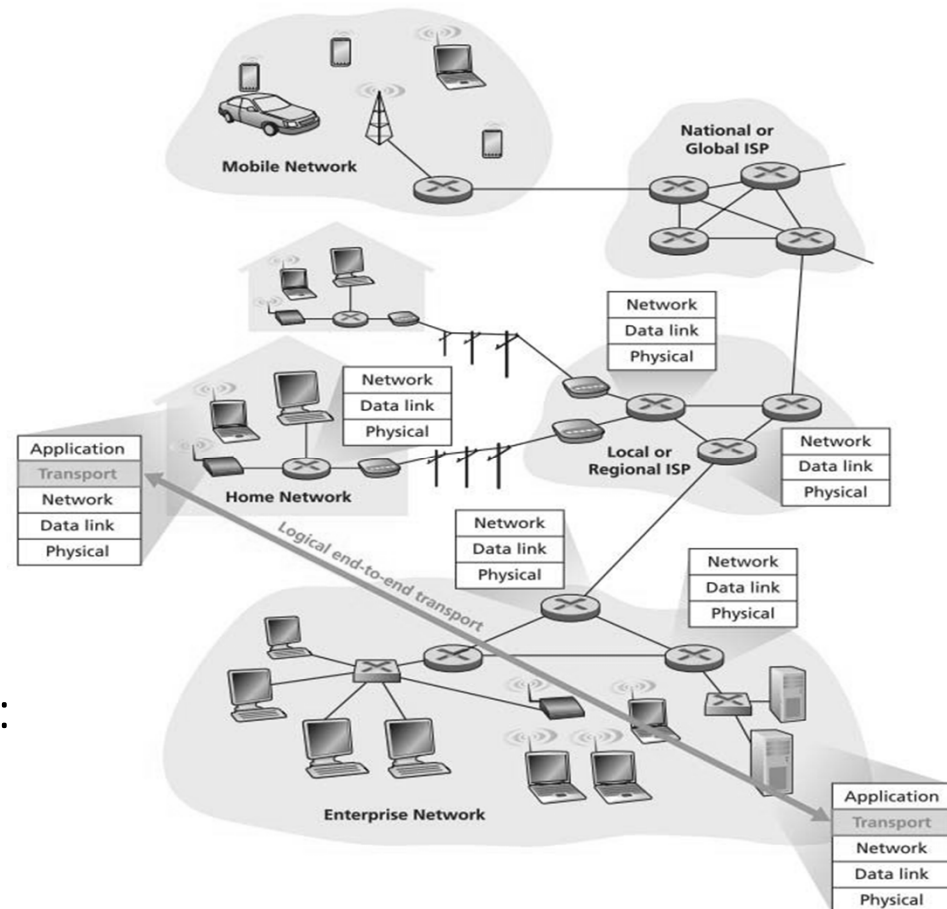 National or
Global ISP
Mobile Network
Network
Data link
Physical
Network
Data link
Physical
Application
Transport
Network
Data link
Physical
Home Network
Local or
Regional ISP
Network
Data link
Physical
Network
Data link
Physical
Logical end-to-end transport
Network
Data link
Physical
:
Enterprise Network
Application
Transport
Network
Data link
Physical